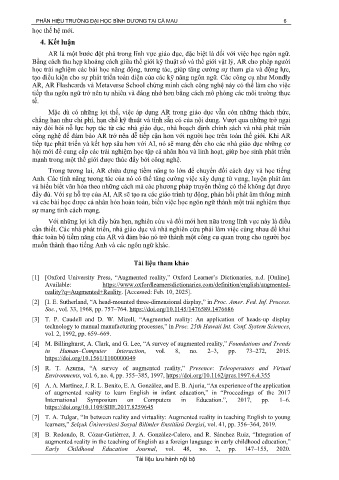 PHÂN HIỆU TRƯỜNG ĐẠI HỌC BÌNH DƯƠNG TẠI CÀ MAU 8
học thế hệ mới.
4. Kết luận
AR là một bước đột phá trong lĩnh vực giáo dục, đặc biệt là đối với việc học ngôn ngữ.
Bằng cách thu hẹp khoảng cách giữa thế giới kỹ thuật số và thế giới vật lý, AR cho phép người
học trải nghiệm các bài học năng động, tương tác, giúp tăng cường sự tham gia và động lực,
tạo điều kiện cho sự phát triển toàn diện của các kỹ năng ngôn ngữ. Các công cụ như Mondly
AR, AR Flashcards và Metaverse School chứng minh cách công nghệ này có thể làm cho việc
tiếp thu ngôn ngữ trở nên tự nhiên và đáng nhớ hơn bằng cách mô phỏng các môi trường thực
tế.
Mặc dù có những lợi thế, việc áp dụng AR trong giáo dục vẫn còn những thách thức,
chẳng hạn như chi phí, hạn chế kỹ thuật và tính sẵn có của nội dung. Vượt qua những trở ngại
này đòi hỏi nỗ lực hợp tác từ các nhà giáo dục, nhà hoạch định chính sách và nhà phát triển
công nghệ để đảm bảo AR trở nên dễ tiếp cận hơn với người học trên toàn thế giới. Khi AR
tiếp tục phát triển và kết hợp sâu hơn với AI, nó sẽ mang đến cho các nhà giáo dục những cơ
hội mới để cung cấp các trải nghiệm học tập cá nhân hóa và linh hoạt, giúp học sinh phát triển
mạnh trong một thế giới được thúc đẩy bởi công nghệ.
Trong tương lai, AR chứa đựng tiềm năng to lớn để chuyển đổi cách dạy và học tiếng
Anh. Các tính năng tương tác của nó có thể tăng cường việc xây dựng từ vựng, luyện phát âm
và hiểu biết văn hóa theo những cách mà các phương pháp truyền thống có thể không đạt được
đầy đủ. Với sự hỗ trợ của AI, AR sẽ tạo ra các giáo trình tự động, phản hồi phát âm thông minh
và các bài học được cá nhân hóa hoàn toàn, biến việc học ngôn ngữ thành một trải nghiệm thực
sự mang tính cách mạng.
Với những lợi ích đầy hứa hẹn, nghiên cứu và đổi mới hơn nữa trong lĩnh vực này là điều
cần thiết. Các nhà phát triển, nhà giáo dục và nhà nghiên cứu phải làm việc cùng nhau để khai
thác toàn bộ tiềm năng của AR và đảm bảo nó trở thành một công cụ quan trọng cho người học
muốn thành thạo tiếng Anh và các ngôn ngữ khác.
Tài liệu tham khảo
[1] [Oxford University Press, “Augmented reality,” Oxford Learner’s Dictionaries, n.d. [Online].
Available: https://www.oxfordlearnersdictionaries.com/definition/english/augmented-
reality?q=Augmented+Reality. [Accessed: Feb. 10, 2025].
[2] [I. E. Sutherland, “A head-mounted three-dimensional display,” in Proc. Amer. Fed. Inf. Process.
Soc., vol. 33, 1968, pp. 757–764. https://doi.org/10.1145/1476589.1476686
[3] T. P. Caudell and D. W. Mizell, “Augmented reality: An application of heads-up display
technology to manual manufacturing processes,” in Proc. 25th Hawaii Int. Conf. System Sciences,
vol. 2, 1992, pp. 659–669.
[4] M. Billinghurst, A. Clark, and G. Lee, “A survey of augmented reality,” Foundations and Trends
in Human–Computer Interaction, vol. 8, no. 2–3, pp. 73–272, 2015.
https://doi.org/10.1561/1100000049
[5] R. T. Azuma, “A survey of augmented reality,” Presence: Teleoperators and Virtual
Environments, vol. 6, no. 4, pp. 355–385, 1997. https://doi.org/10.1162/pres.1997.6.4.355
[6] A. A. Martínez, J. R. L. Benito, E. A. González, and E. B. Ajuria, “An experience of the application
of augmented reality to learn English in infant education,” in “Proceedings of the 2017
International Symposium on Computers in Education.”, 2017, pp. 1–6.
https://doi.org/10.1109/SIIE.2017.8259645
[7] T. A. Tulgar, “In between reality and virtuality: Augmented reality in teaching English to young
learners,” Selçuk Üniversitesi Sosyal Bilimler Enstitüsü Dergisi, vol. 41, pp. 356–364, 2019.
[8] B. Redondo, R. Cózar-Gutiérrez, J. A. González-Calero, and R. Sánchez Ruiz, “Integration of
augmented reality in the teaching of English as a foreign language in early childhood education,”
Early Childhood Education Journal, vol. 48, no. 2, pp. 147–155, 2020.
Tài liệu lưu hành nội bộ